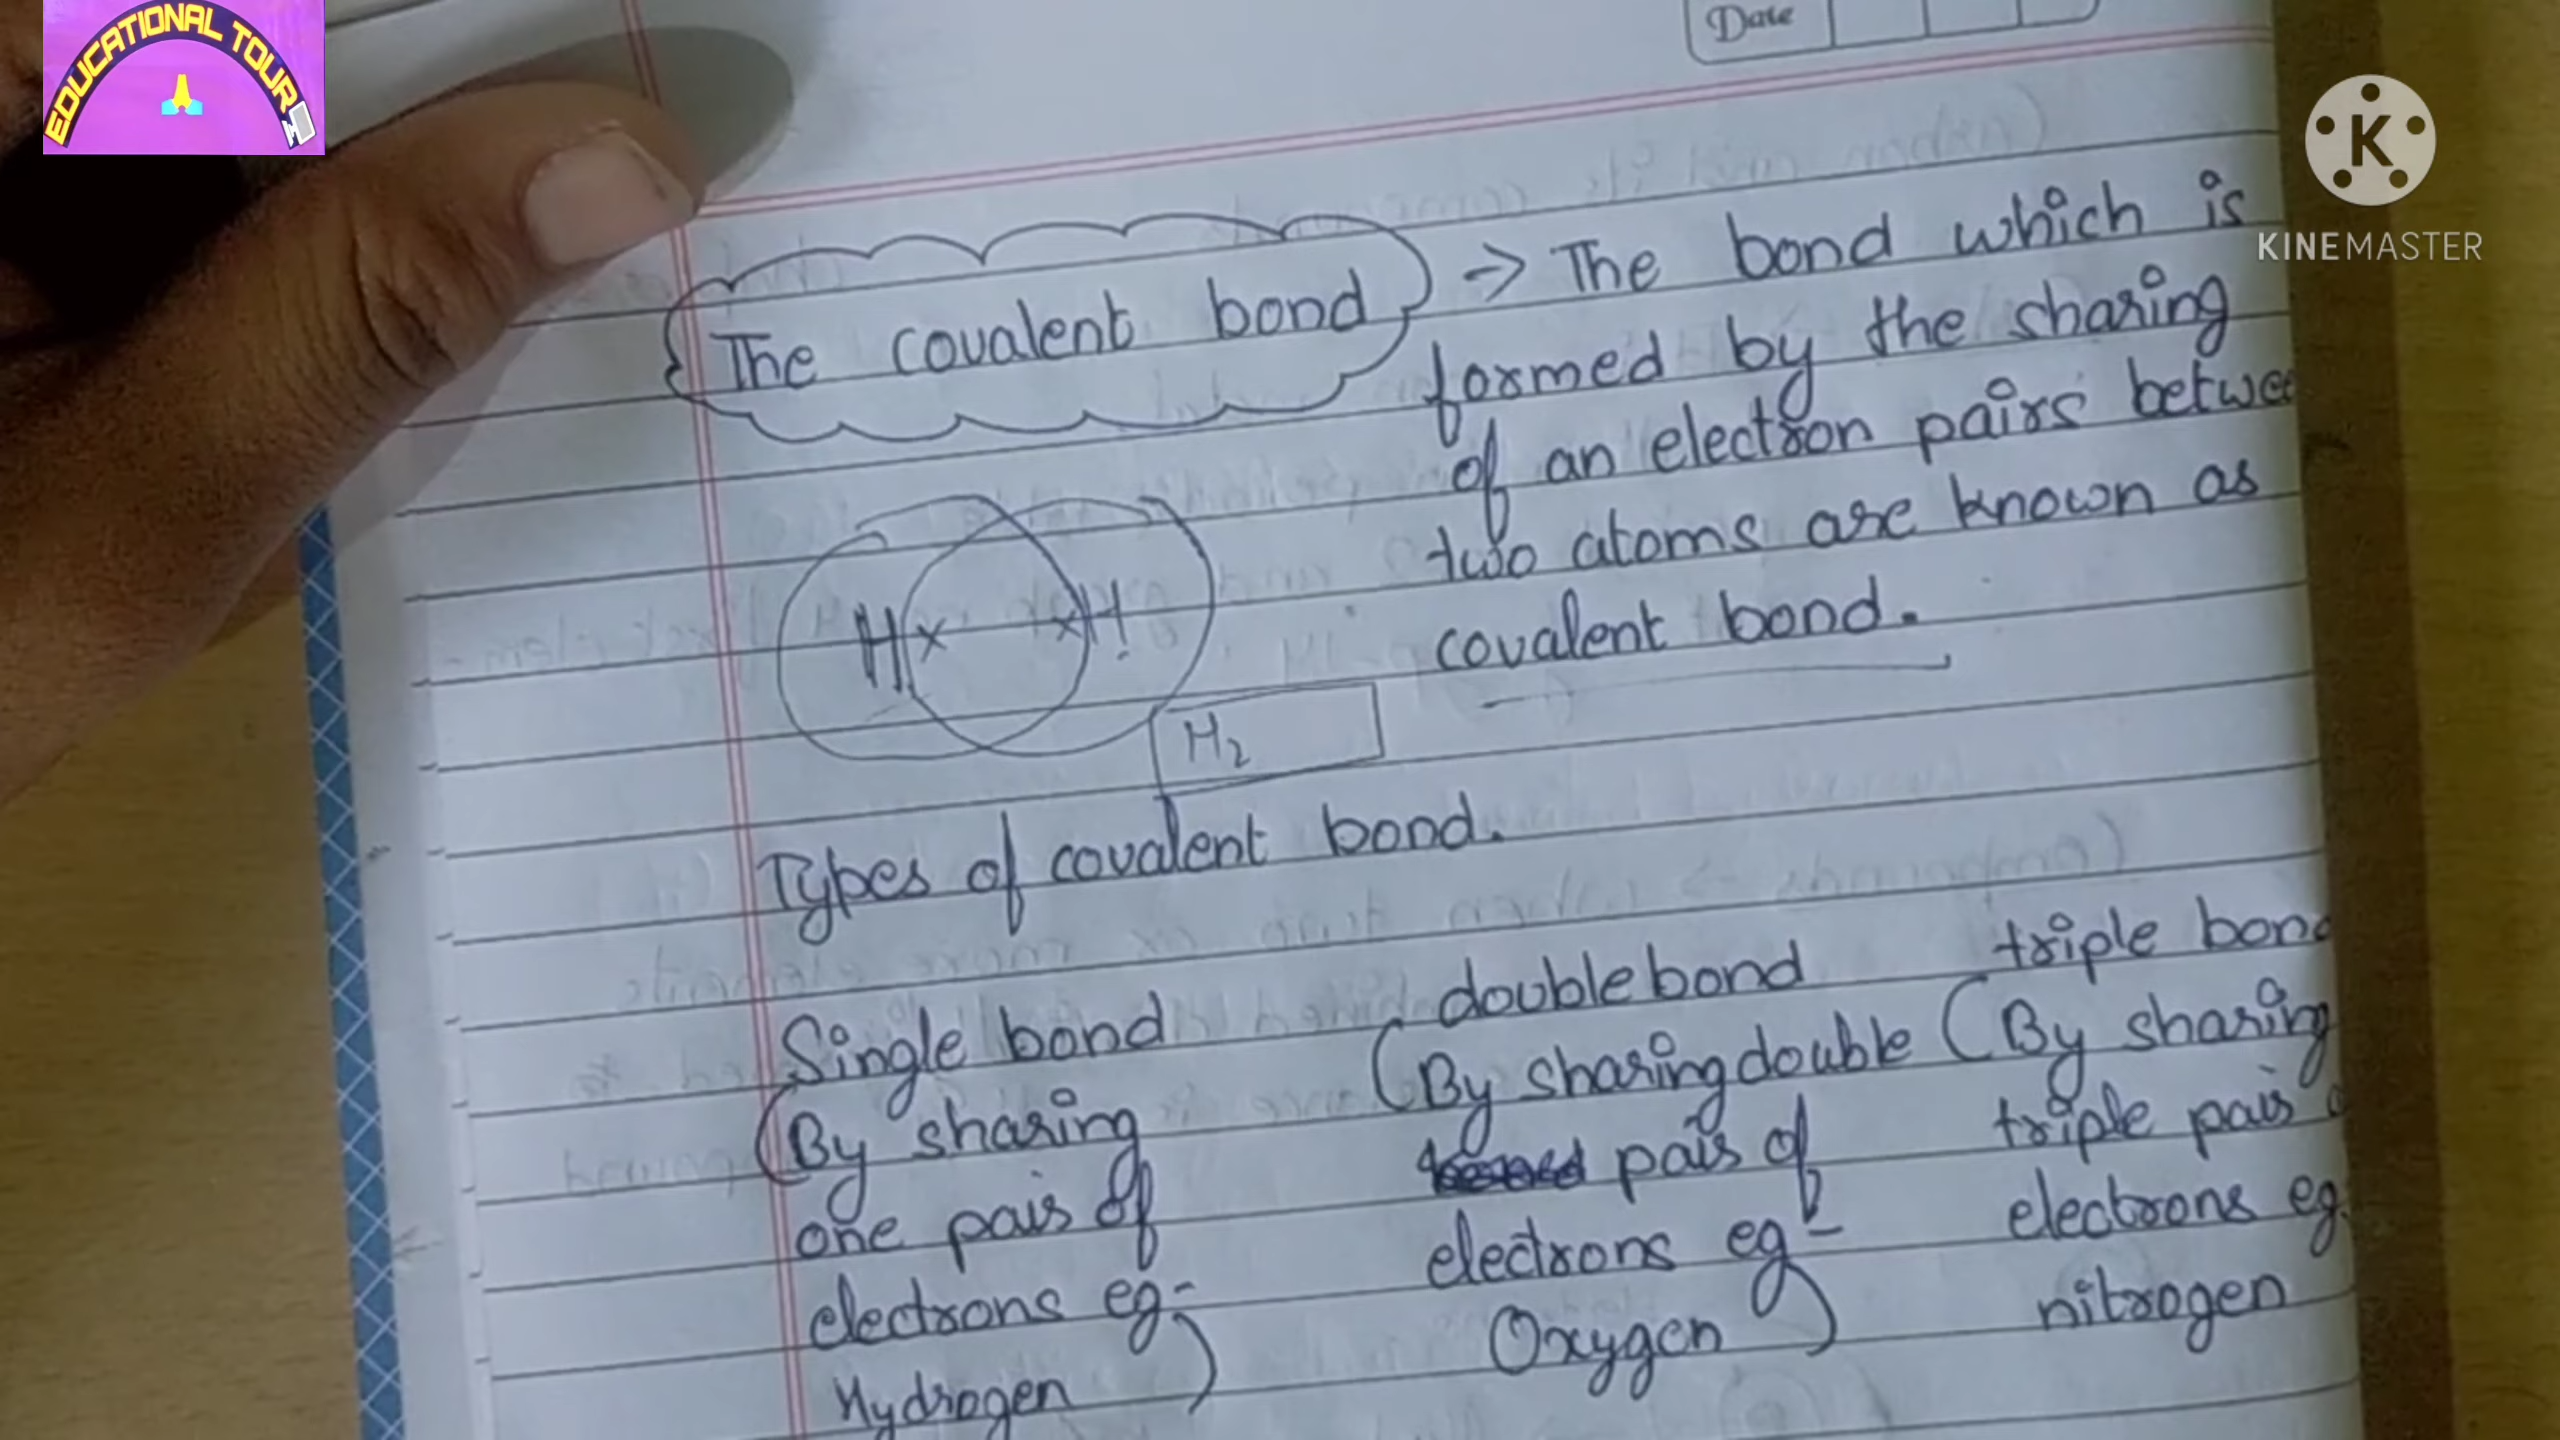 EDUCATIONAL TOUR
Date
K
KINEMASTER
The covalent bond → The bond which is
formed by the sharing
of an electron pairs betwee
two atoms are known as
covalent bond.
H x x H
H2
Types of covalent bond.
Single bond
(By sharing
one pair of
electrons eg-
Hydrogen)
double bond
(By sharing double
pair of
electrons eg-
Oxygen)
triple bond
(By sharing
triple pair o
electrons eg.
nitrogen